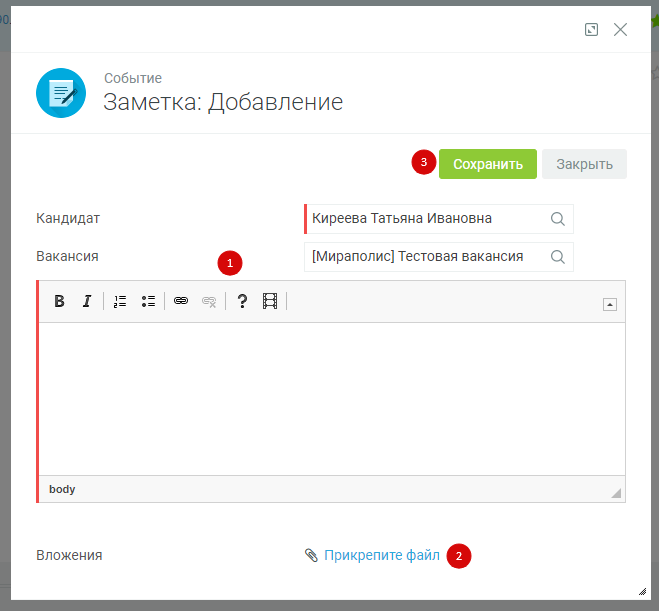 90.
Событие
Заметка: Добавление
3 Сохранить Закрыть
Кандидат Киреева Татьяна Ивановна
Вакансия [Мираполис] Тестовая вакансия
1
B I ?
body
Вложения Прикрепите файл 2